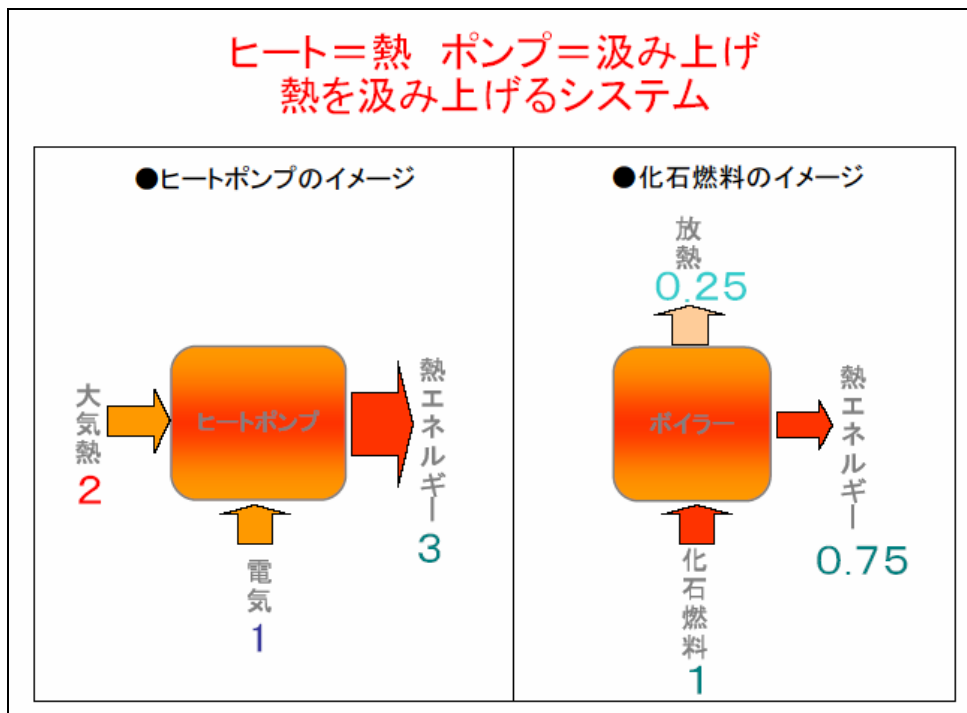 ヒート＝熱　ポンプ＝汲み上げ
熱を汲み上げるシステム
●ヒートポンプのイメージ
大気熱
2
ヒートポンプ
電気
1
熱エネルギー
3
●化石燃料のイメージ
放熱
0.25
ボイラー
熱エネルギー
0.75
化石燃料
1